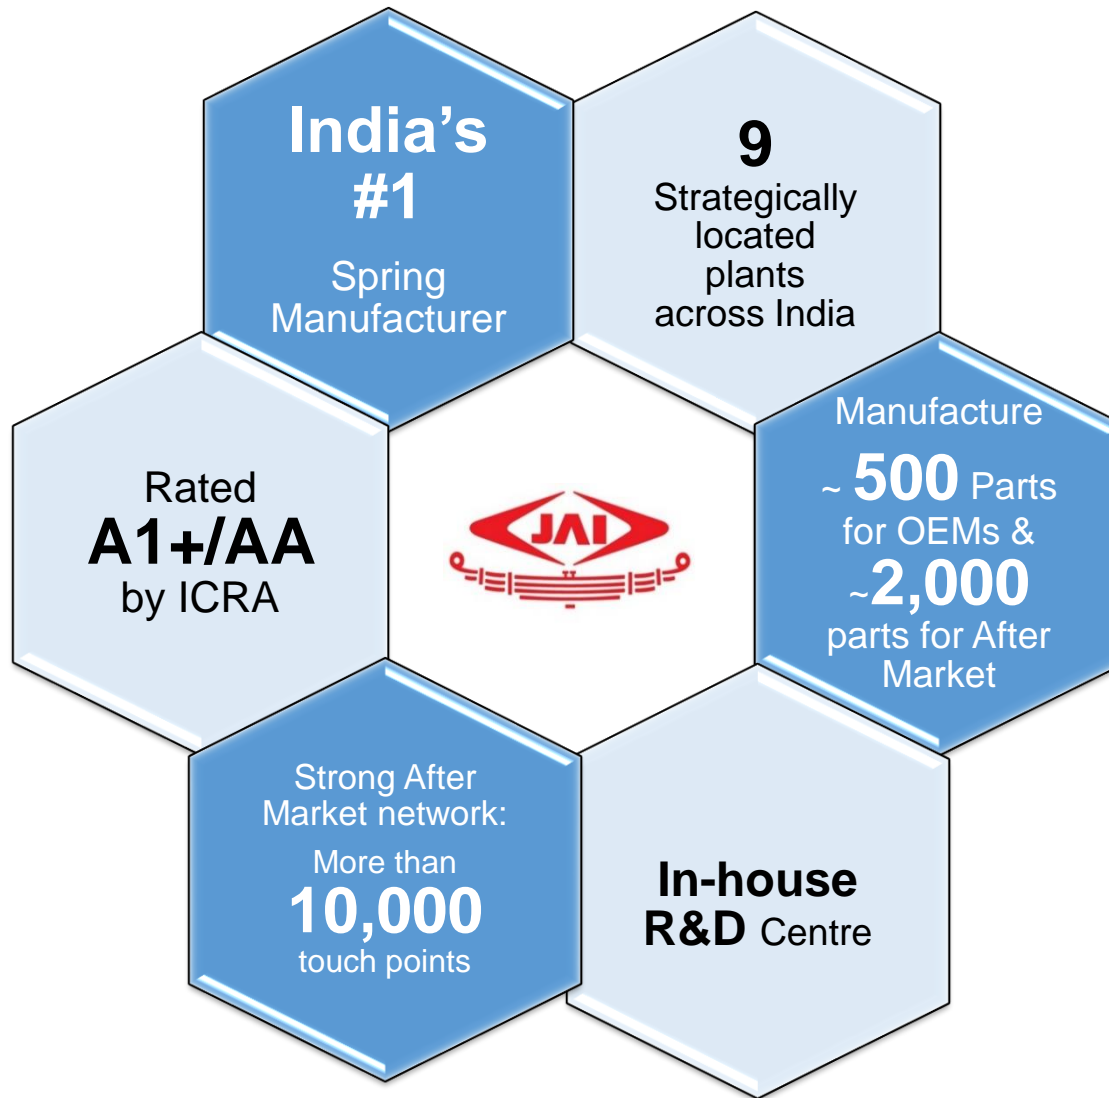 India’s
#1
Spring
Manufacturer
9
Strategically
located
plants
across India
Rated
A1+/AA
by ICRA
JAI
Manufacture
~ 500 Parts
for OEMs &
~2,000
parts for After
Market
Strong After
Market network:
More than
10,000
touch points
In-house
R&D Centre